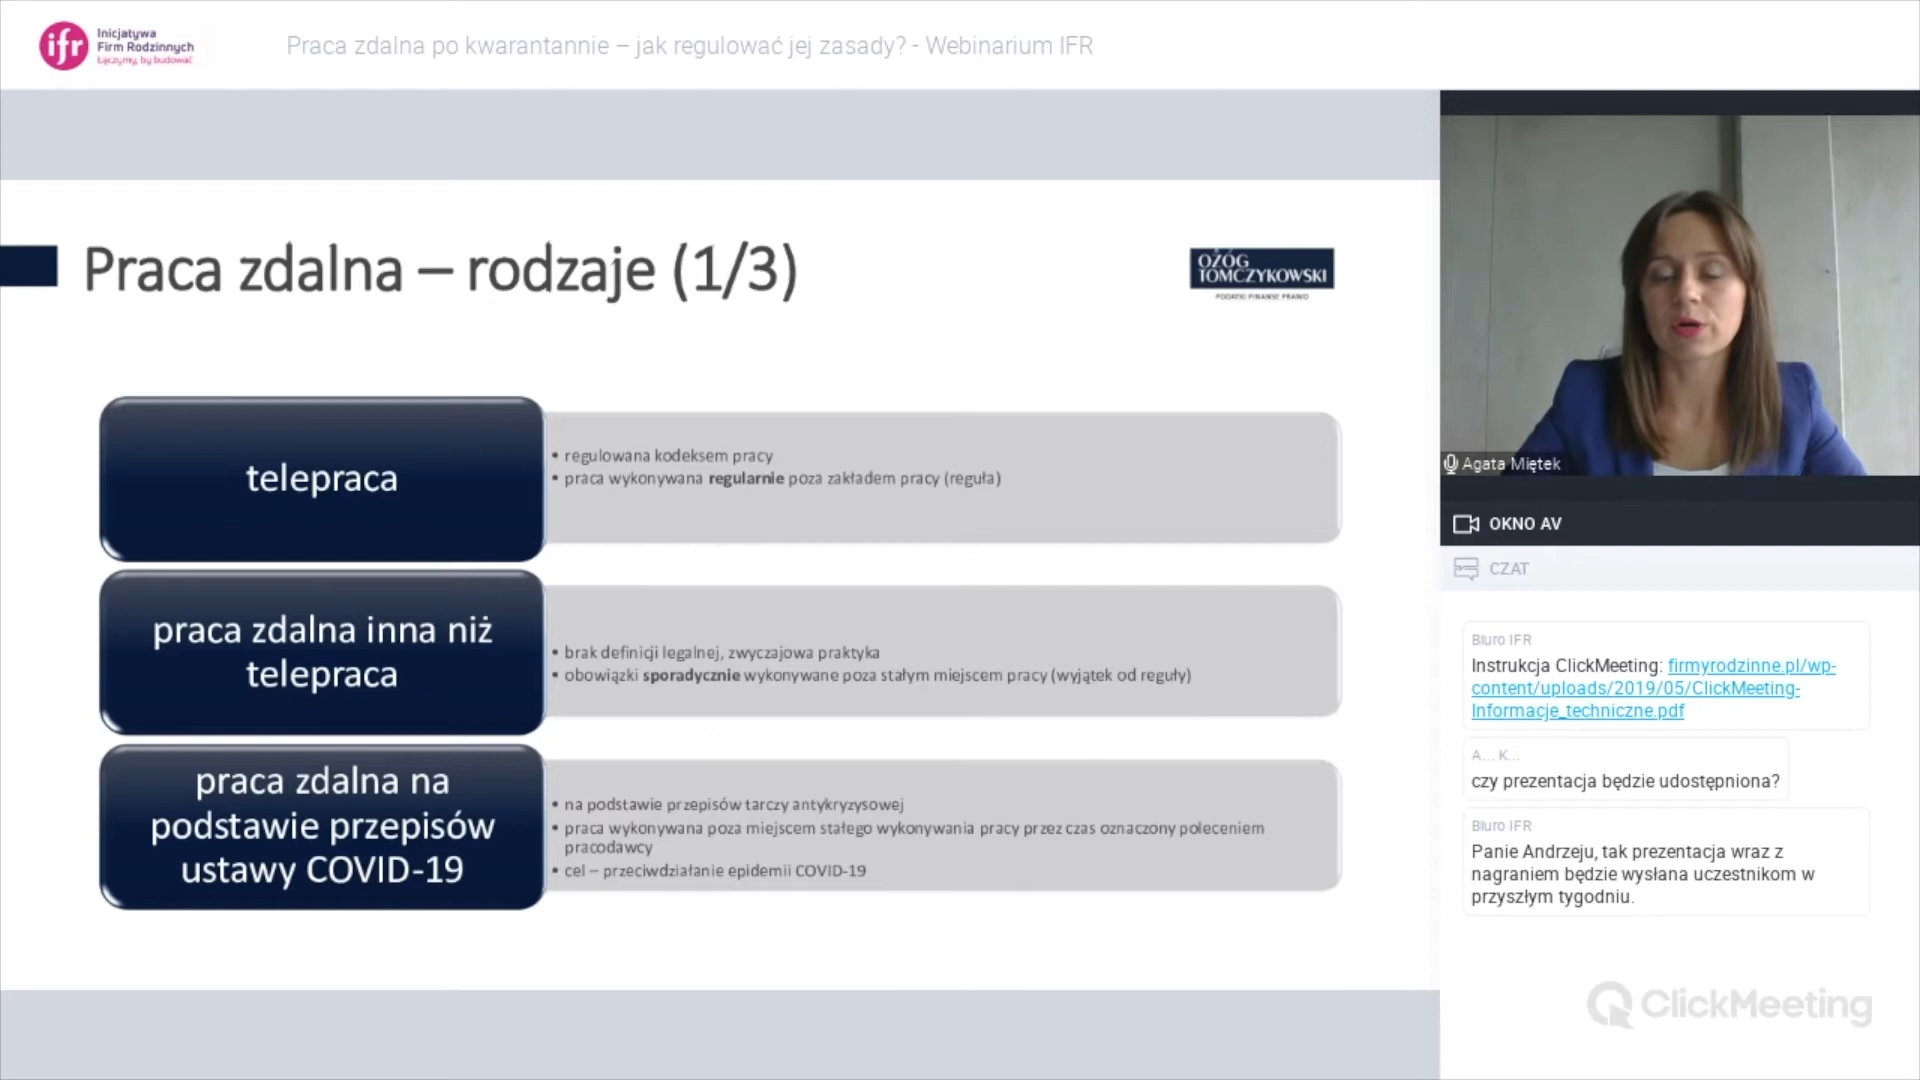 ifr
Inicjatywa
Firm Rodzinnych
Łączymy, by budować
Praca zdalna po kwarantannie – jak regulować jej zasady? - Webinarium IFR
Praca zdalna – rodzaje (1/3)
OŻÓG
TOMCZYKOWSKI
PODATKI FINANSE PRAWO
telepraca
• regulowana kodeksem pracy
• praca wykonywana regularnie poza zakładem pracy (reguła)
praca zdalna inna niż
telepraca
• brak definicji legalnej, zwyczajowa praktyka
• obowiązki sporadycznie wykonywane poza stałym miejscem pracy (wyjątek od reguły)
praca zdalna na
podstawie przepisów
ustawy COVID-19
• na podstawie przepisów tarczy antykryzysowej
• praca wykonywana poza miejscem stałego wykonywania pracy przez czas oznaczony poleceniem
pracodawcy
• cel – przeciwdziałanie epidemii COVID-19
Agata Miętek
OKNO AV
CZAT
Biuro IFR
Instrukcja ClickMeeting: firmyrodzinne.pl/wp-
content/uploads/2019/05/ClickMeeting-
Informacje_techniczne.pdf
A... K...
czy prezentacja będzie udostępniona?
Biuro IFR
Panie Andrzeju, tak prezentacja wraz z
nagraniem będzie wysłana uczestnikom w
przyszłym tygodniu.
ClickMeeting